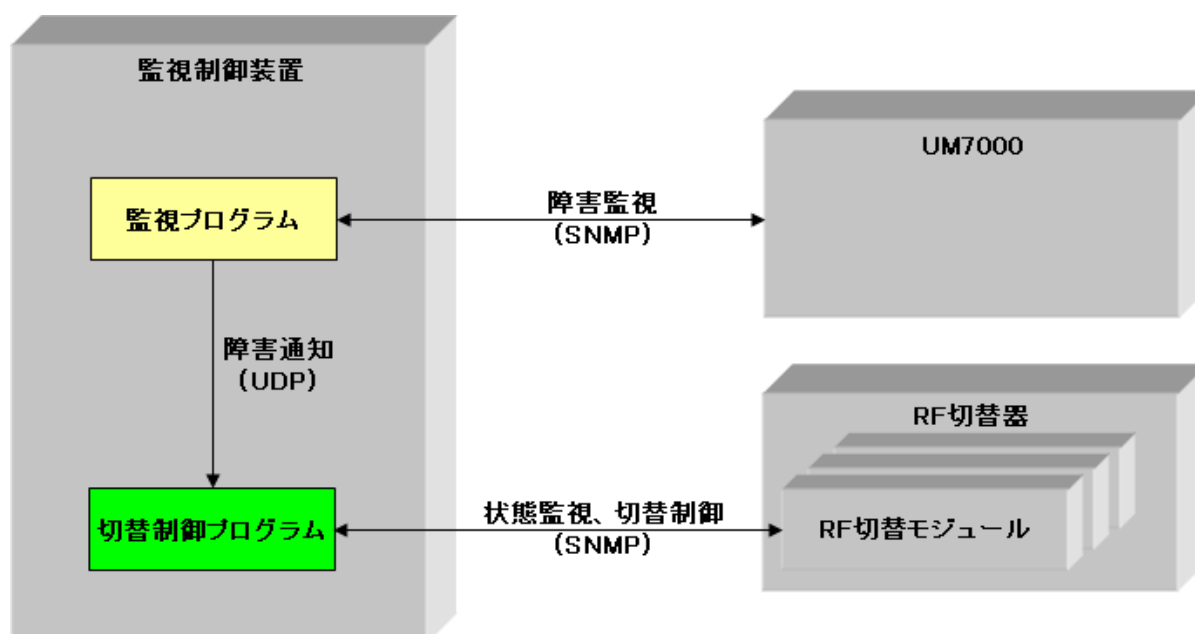 監視制御装置
UM7000
監視プログラム
障害監視
(SNMP)
障害通知
(UDP)
RF切替器
切替制御プログラム
状態監視、切替制御
(SNMP)
RF切替モジュール